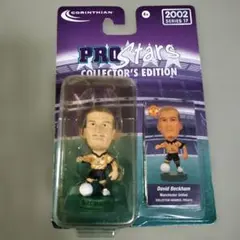 CORINTHIAN
2002
SERIES 17
PRO Stars
COLLECTOR'S EDITION
David Beckham
Manchester United